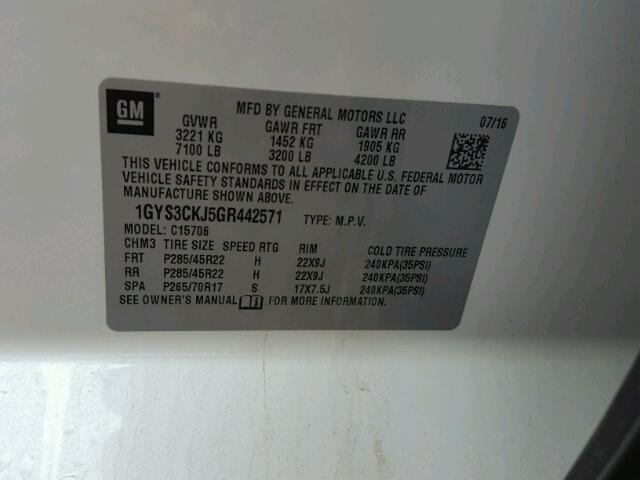 GM ®
MFD BY GENERAL MOTORS LLC 07/16
GVWR GAWR FRT GAWR RR
3221 KG 1452 KG 1905 KG
7100 LB 3200 LB 4200 LB
THIS VEHICLE CONFORMS TO ALL APPLICABLE U.S. FEDERAL MOTOR
VEHICLE SAFETY STANDARDS IN EFFECT ON THE DATE OF
MANUFACTURE SHOWN ABOVE.
1GYS3CKJ5GR442571 TYPE: M.P.V.
MODEL: C15706
CHM3 TIRE SIZE SPEED RTG RIM COLD TIRE PRESSURE
FRT P285/45R22 H 22X9J 240KPA(35PSI)
RR P285/45R22 H 22X9J 240KPA(35PSI)
SPA P265/70R17 S 17X7.5J 240KPA(35PSI)
SEE OWNER'S MANUAL FOR MORE INFORMATION.